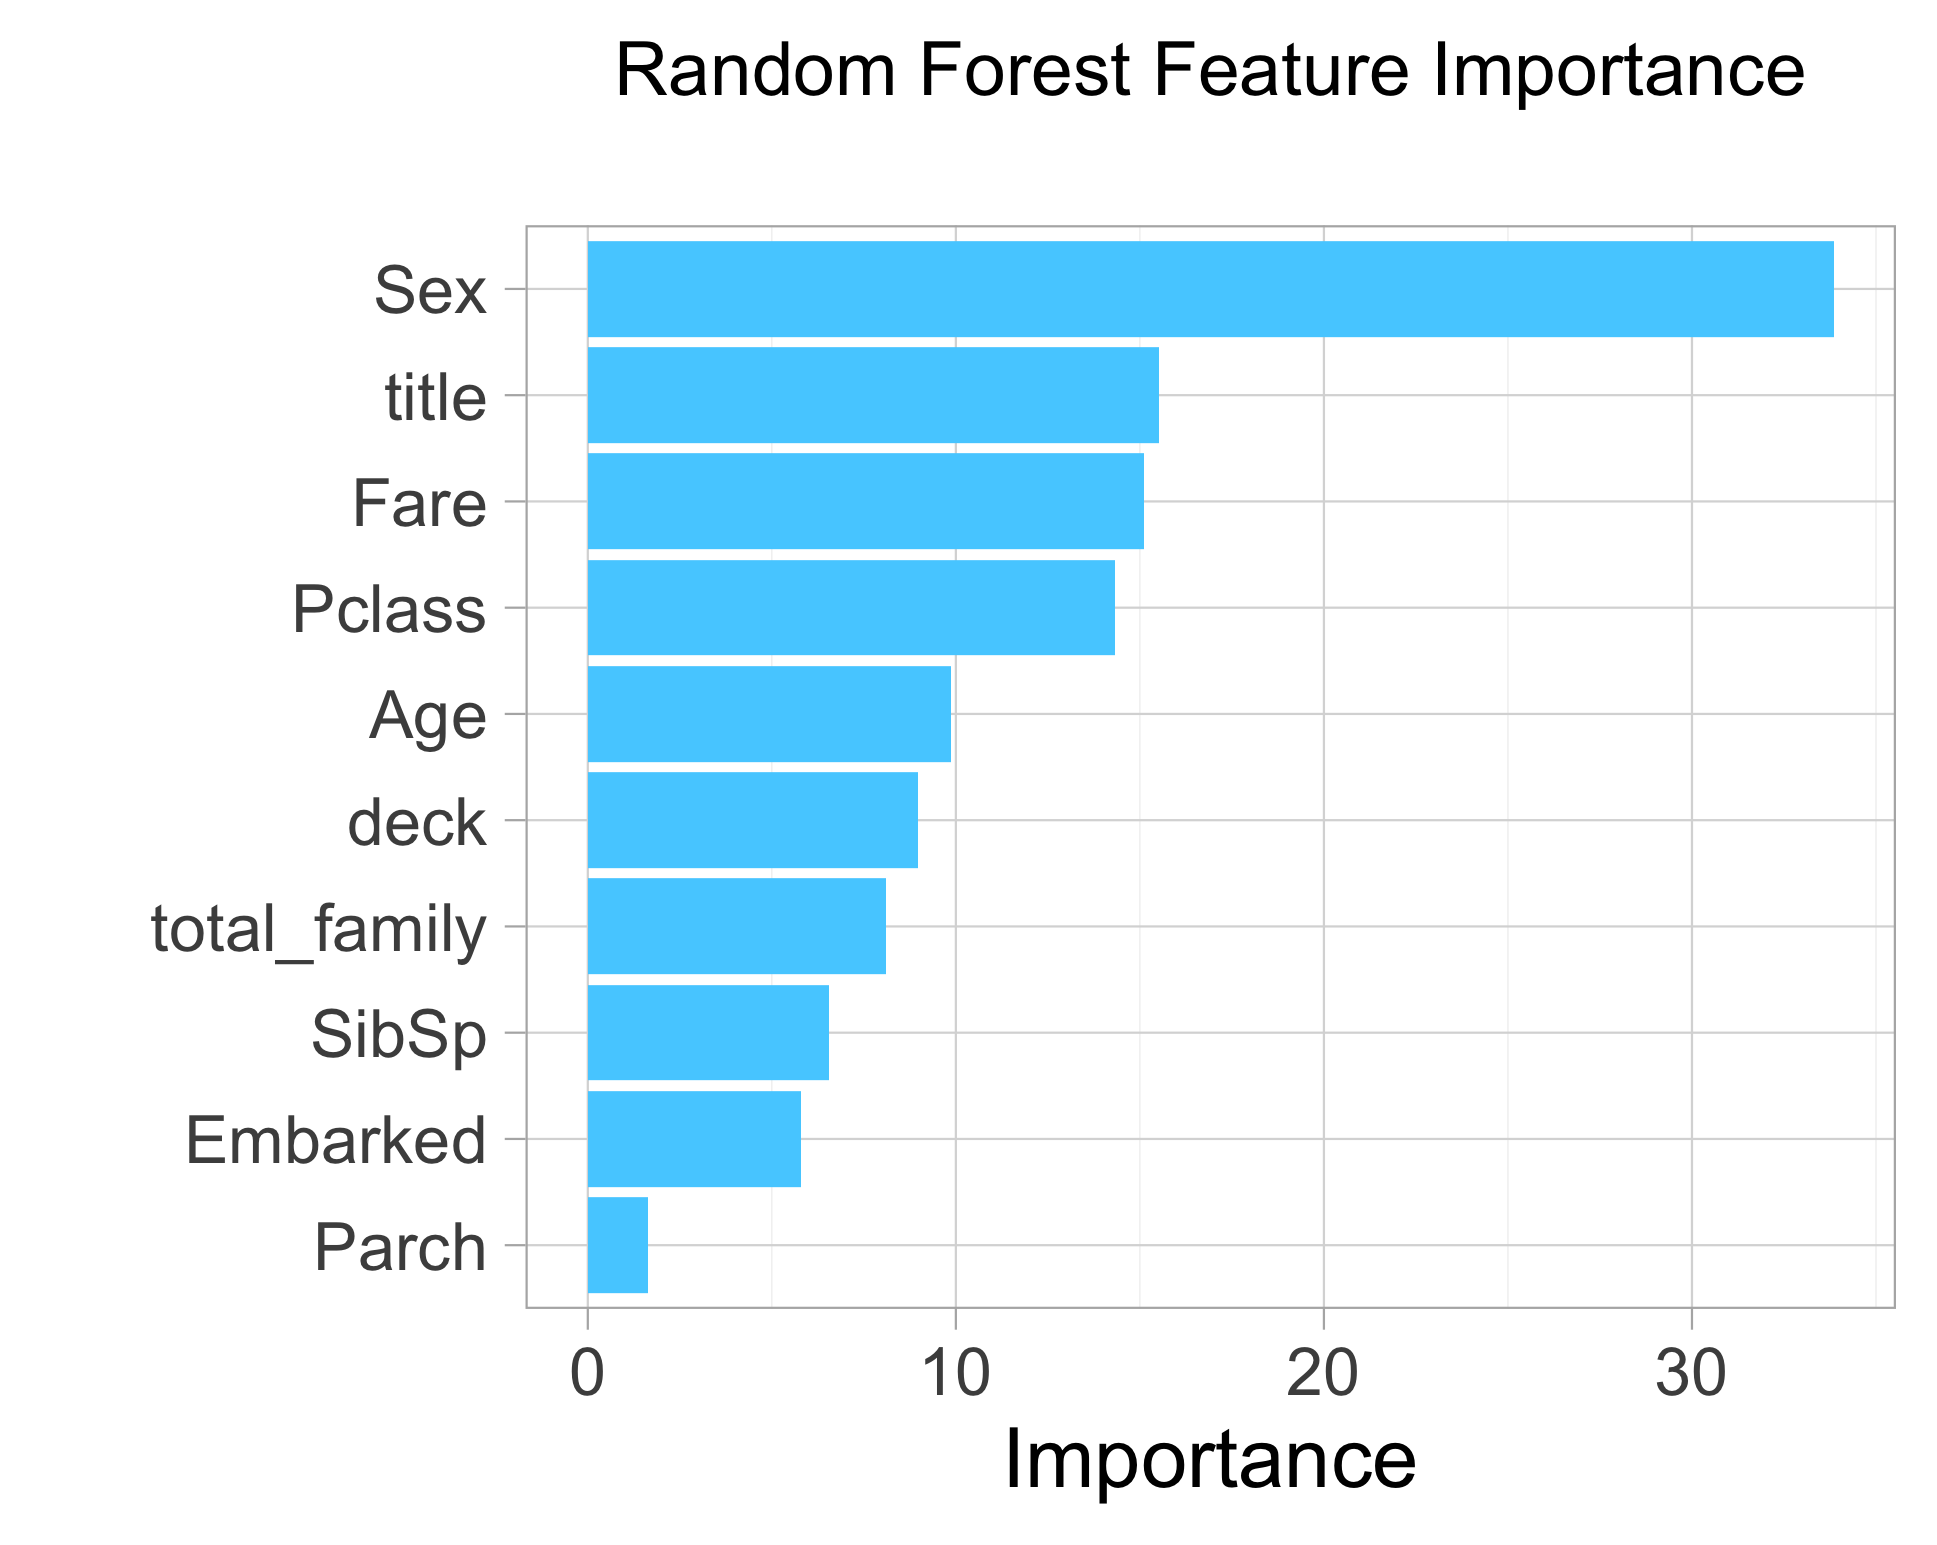 Random Forest Feature Importance
Sex
title
Fare
Pclass
Age
deck
total_family
SibSp
Embarked
Parch
0 10 20 30
Importance